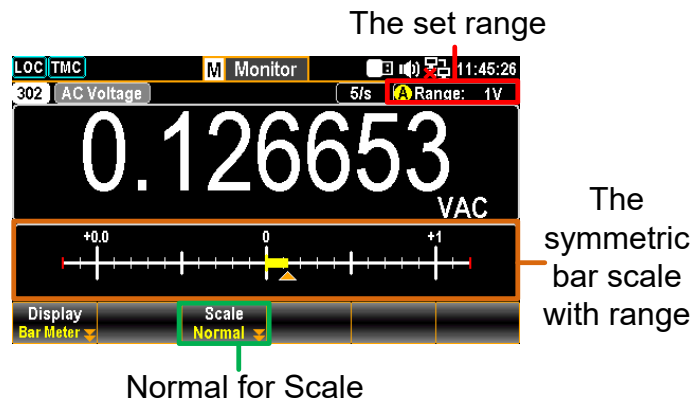 The set range
LOC TMC M Monitor 11:45:26
302 AC Voltage 5/s A Range: 1V
0.126653
VAC
+0.0 0 +1
The
symmetric
bar scale
with range
Display Scale
Bar Meter Normal
Normal for Scale